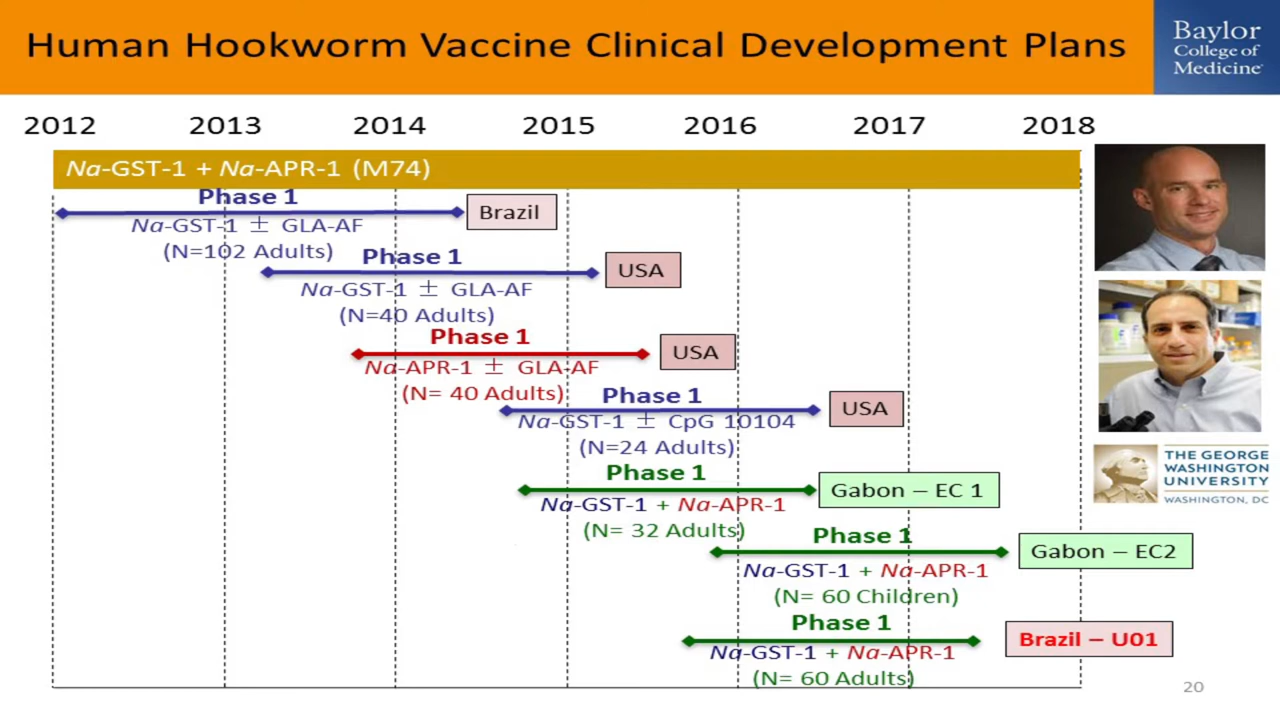 Human Hookworm Vaccine Clinical Development Plans
Baylor
College of
Medicine
2012 2013 2014 2015 2016 2017 2018
Na-GST-1 + Na-APR-1 (M74)
Phase 1
Brazil
Na-GST-1 ± GLA-AF
(N=102 Adults)
Phase 1
USA
Na-GST-1 ± GLA-AF
(N=40 Adults)
Phase 1
USA
Na-APR-1 ± GLA-AF
(N= 40 Adults)
Phase 1
USA
Na-GST-1 ± CpG 10104
(N=24 Adults)
Phase 1
Gabon – EC 1
Na-GST-1 + Na-APR-1
(N= 32 Adults)
THE GEORGE
WASHINGTON
UNIVERSITY
WASHINGTON, DC
Phase 1
Gabon – EC2
Na-GST-1 + Na-APR-1
(N= 60 Children)
Phase 1
Brazil – U01
Na-GST-1 + Na-APR-1
(N= 60 Adults)
20